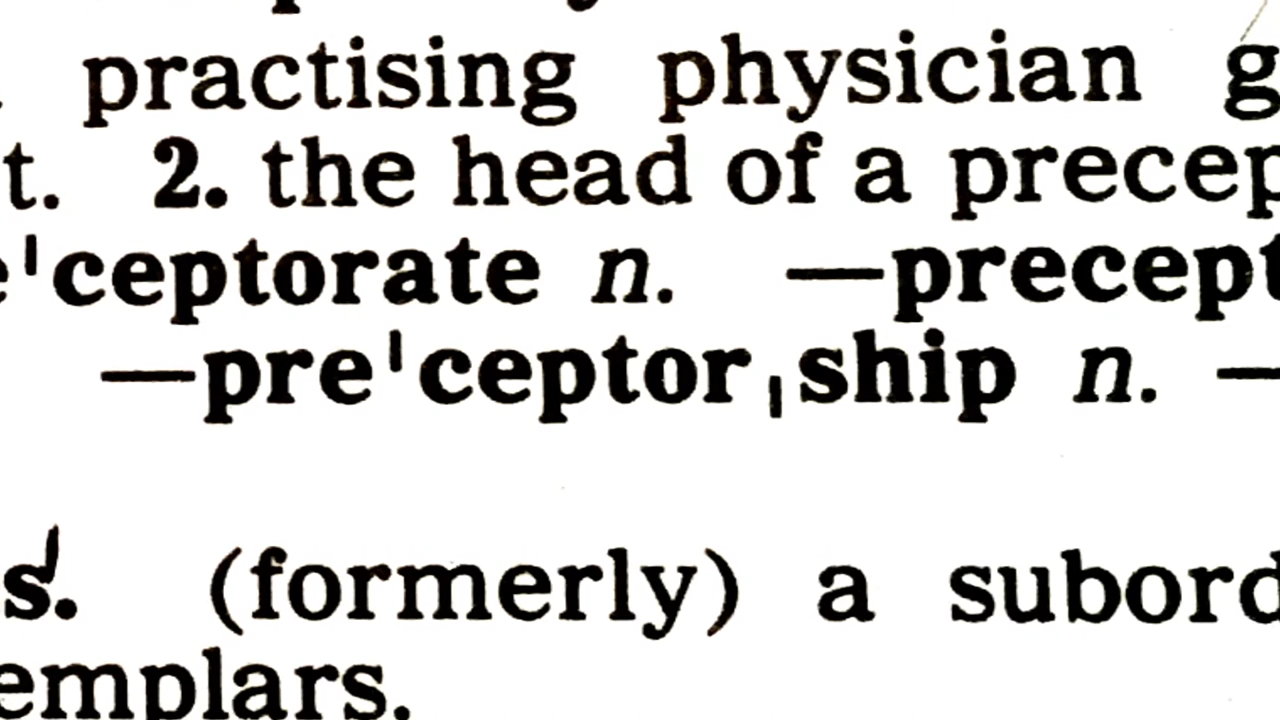 practising physician g
t. 2. the head of a precep
e'ceptorate n. —precept
—pre'ceptor,ship n. —
s. (formerly) a subord
emplars.